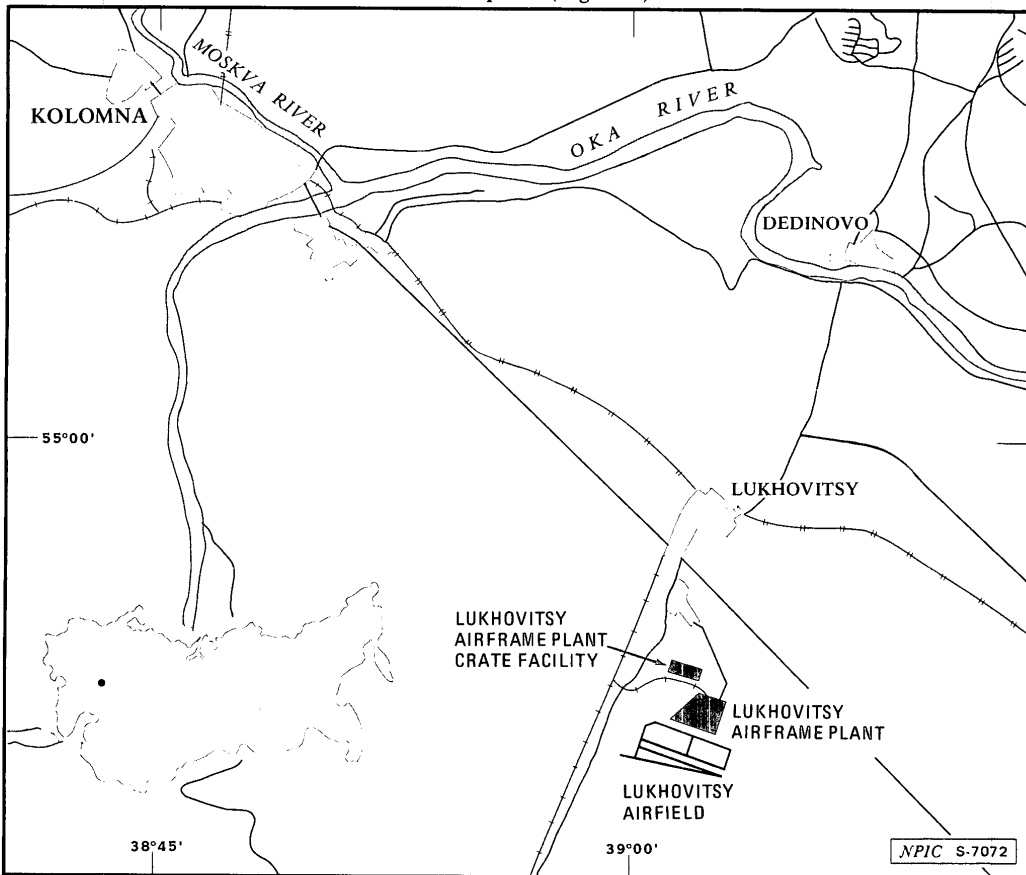 MOSKVA RIVER
KOLOMNA
OKA RIVER
DEDINOVO
55°00'
LUKHOVITSY
LUKHOVITSY
AIRFRAME PLANT
CRATE FACILITY
LUKHOVITSY
AIRFRAME PLANT
LUKHOVITSY
AIRFIELD
38°45'
39°00'
NPIC S-7072